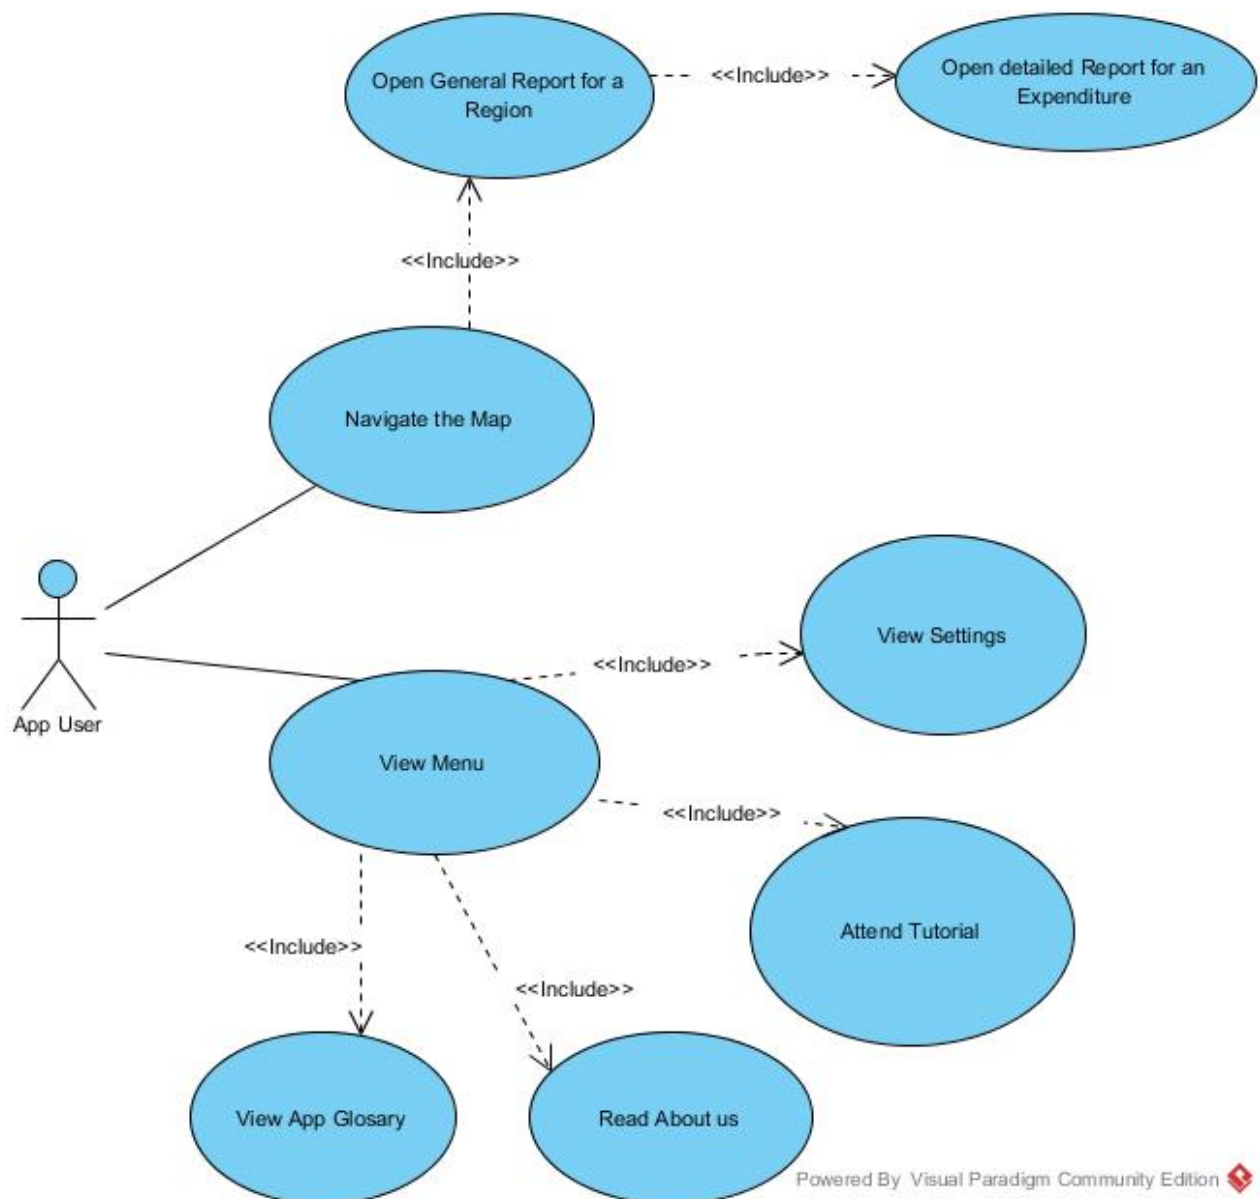 Open General Report for a
Region
<<Include>>
Open detailed Report for an
Expenditure
<<Include>>
Navigate the Map
App User
View Settings
<<Include>>
View Menu
<<Include>>
Attend Tutorial
<<Include>>
<<Include>>
View App Glosary
Read About us
Powered By Visual Paradigm Community Edition